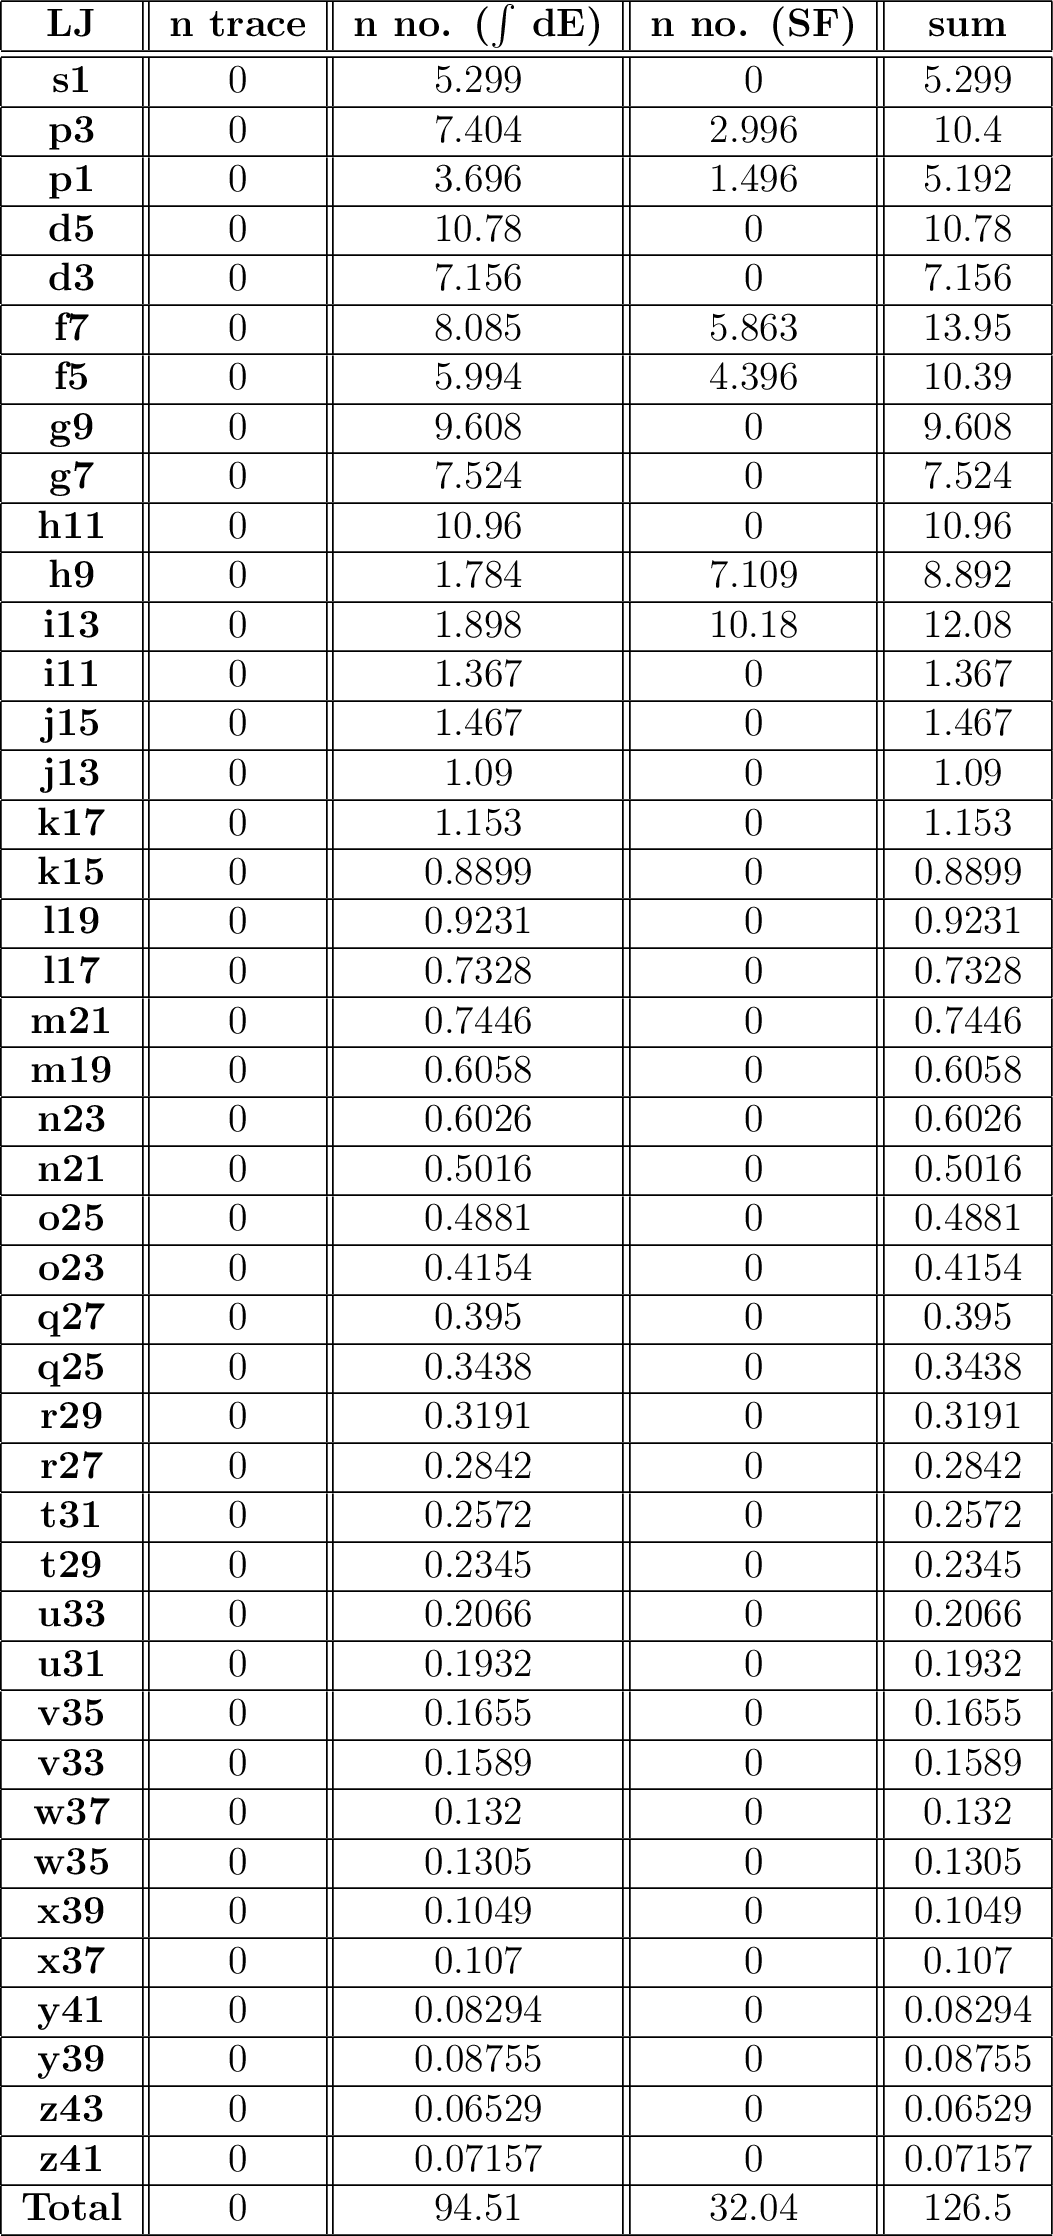 LJ n trace n no. (∫ dE) n no. (SF) sum
s1 0 5.299 0 5.299
p3 0 7.404 2.996 10.4
p1 0 3.696 1.496 5.192
d5 0 10.78 0 10.78
d3 0 7.156 0 7.156
f7 0 8.085 5.863 13.95
f5 0 5.994 4.396 10.39
g9 0 9.608 0 9.608
g7 0 7.524 0 7.524
h11 0 10.96 0 10.96
h9 0 1.784 7.109 8.892
i13 0 1.898 10.18 12.08
i11 0 1.367 0 1.367
j15 0 1.467 0 1.467
j13 0 1.09 0 1.09
k17 0 1.153 0 1.153
k15 0 0.8899 0 0.8899
l19 0 0.9231 0 0.9231
l17 0 0.7328 0 0.7328
m21 0 0.7446 0 0.7446
m19 0 0.6058 0 0.6058
n23 0 0.6026 0 0.6026
n21 0 0.5016 0 0.5016
o25 0 0.4881 0 0.4881
o23 0 0.4154 0 0.4154
q27 0 0.395 0 0.395
q25 0 0.3438 0 0.3438
r29 0 0.3191 0 0.3191
r27 0 0.2842 0 0.2842
t31 0 0.2572 0 0.2572
t29 0 0.2345 0 0.2345
u33 0 0.2066 0 0.2066
u31 0 0.1932 0 0.1932
v35 0 0.1655 0 0.1655
v33 0 0.1589 0 0.1589
w37 0 0.132 0 0.132
w35 0 0.1305 0 0.1305
x39 0 0.1049 0 0.1049
x37 0 0.107 0 0.107
y41 0 0.08294 0 0.08294
y39 0 0.08755 0 0.08755
z43 0 0.06529 0 0.06529
z41 0 0.07157 0 0.07157
Total 0 94.51 32.04 126.5